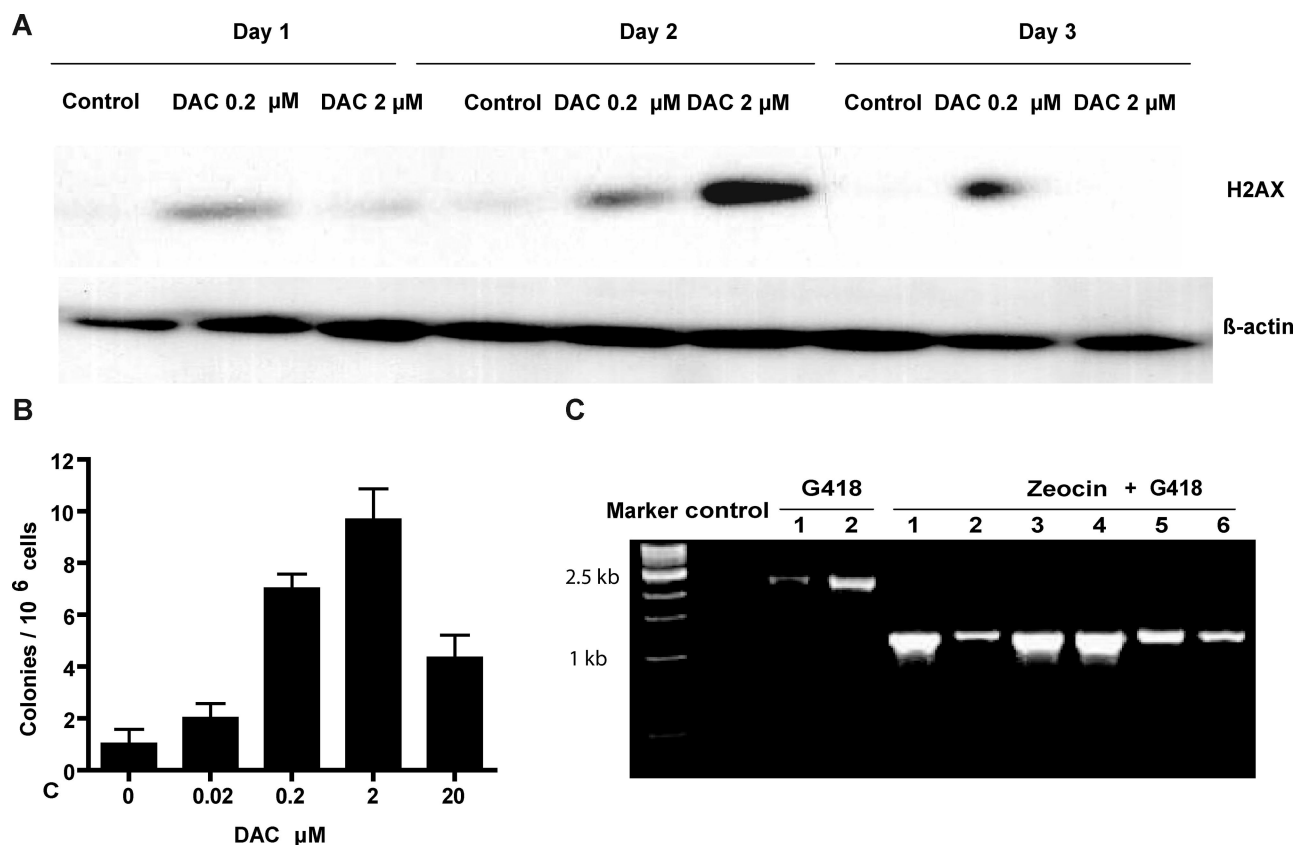 A
Day 1 Day 2 Day 3
Control DAC 0.2 µM DAC 2 µM Control DAC 0.2 µM DAC 2 µM Control DAC 0.2 µM DAC 2 µM
H2AX
ß-actin
B
12
10
8
6
4
2
0
Colonies / 10 6 cells
C
0 0.02 0.2 2 20
DAC µM
C
G418 Zeocin + G418
Marker control 1 2 1 2 3 4 5 6
2.5 kb
1 kb